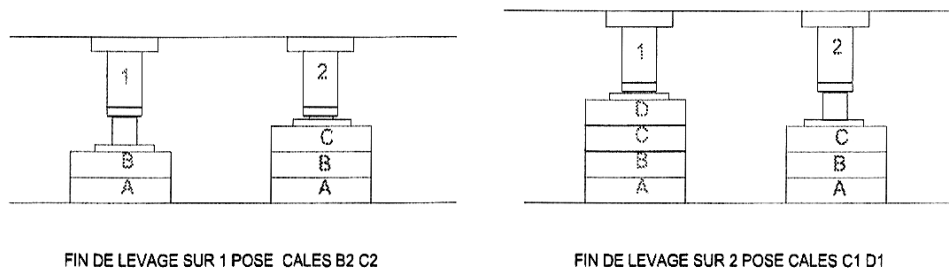 1 2 1 2
D
C C C
B B B B
A A A A
FIN DE LEVAGE SUR 1 POSE CALES B2 C2
FIN DE LEVAGE SUR 2 POSE CALES C1 D1